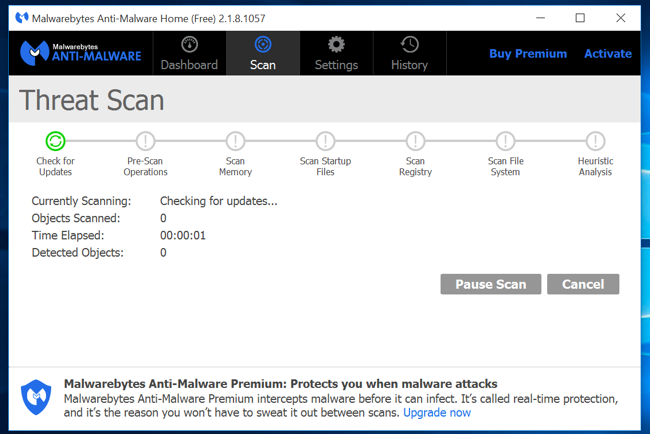 Malwarebytes Anti-Malware Home (Free) 2.1.8.1057
Malwarebytes
ANTI-MALWARE
Dashboard
Scan
Settings
History
Buy Premium
Activate
Threat Scan
Check for
Updates
Pre-Scan
Operations
Scan
Memory
Scan Startup
Files
Scan
Registry
Scan File
System
Heuristic
Analysis
Currently Scanning: Checking for updates...
Objects Scanned: 0
Time Elapsed: 00:00:01
Detected Objects: 0
Pause Scan
Cancel
Malwarebytes Anti-Malware Premium: Protects you when malware attacks
Malwarebytes Anti-Malware Premium intercepts malware before it can infect. It's called real-time protection,
and it's the reason you won't have to sweat it out between scans. Upgrade now